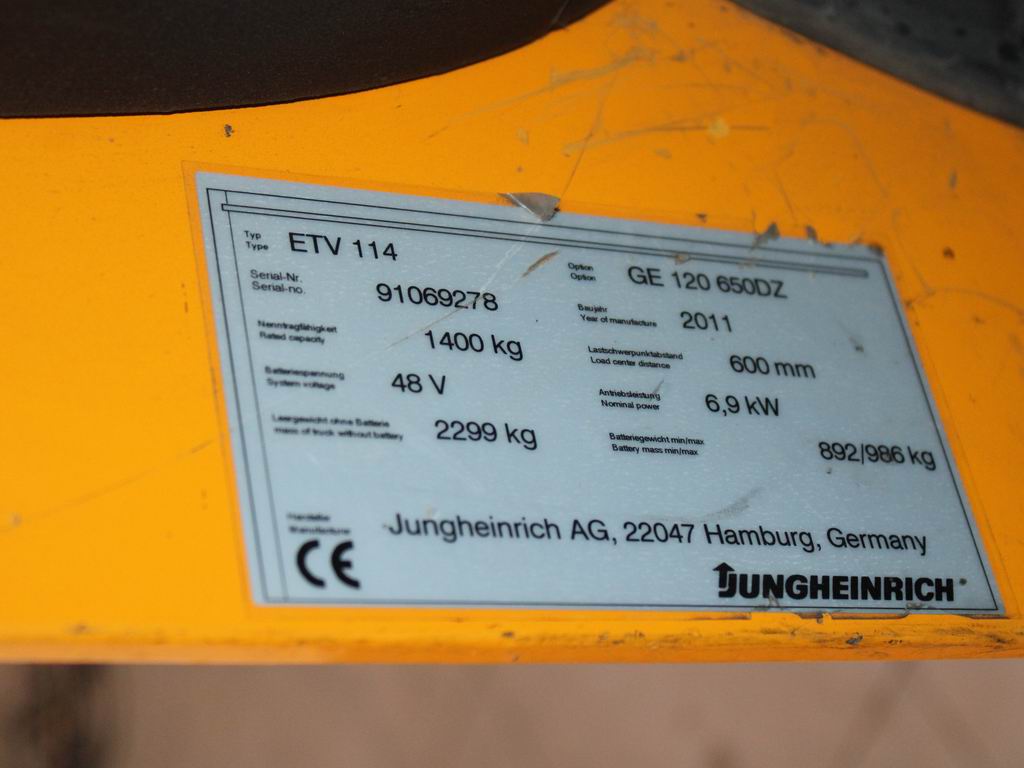 Typ
Type ETV 114
Option
Option GE 120 650DZ
Serial-Nr.
Serial-no. 91069278
Baujahr
Year of manufacture 2011
Nenntragfähigkeit
Rated capacity 1400 kg
Lastschwerpunktabstand
Load center distance 600 mm
Batteriespannung
System voltage 48 V
Antriebsleistung
Nominal power 6,9 kW
Leergewicht ohne Batterie
mass of truck without battery 2299 kg
Batteriegewicht min/max
Battery mass min/max 892/986 kg
Hersteller
Manufacturer
Jungheinrich AG, 22047 Hamburg, Germany
CE
JUNGHEINRICH